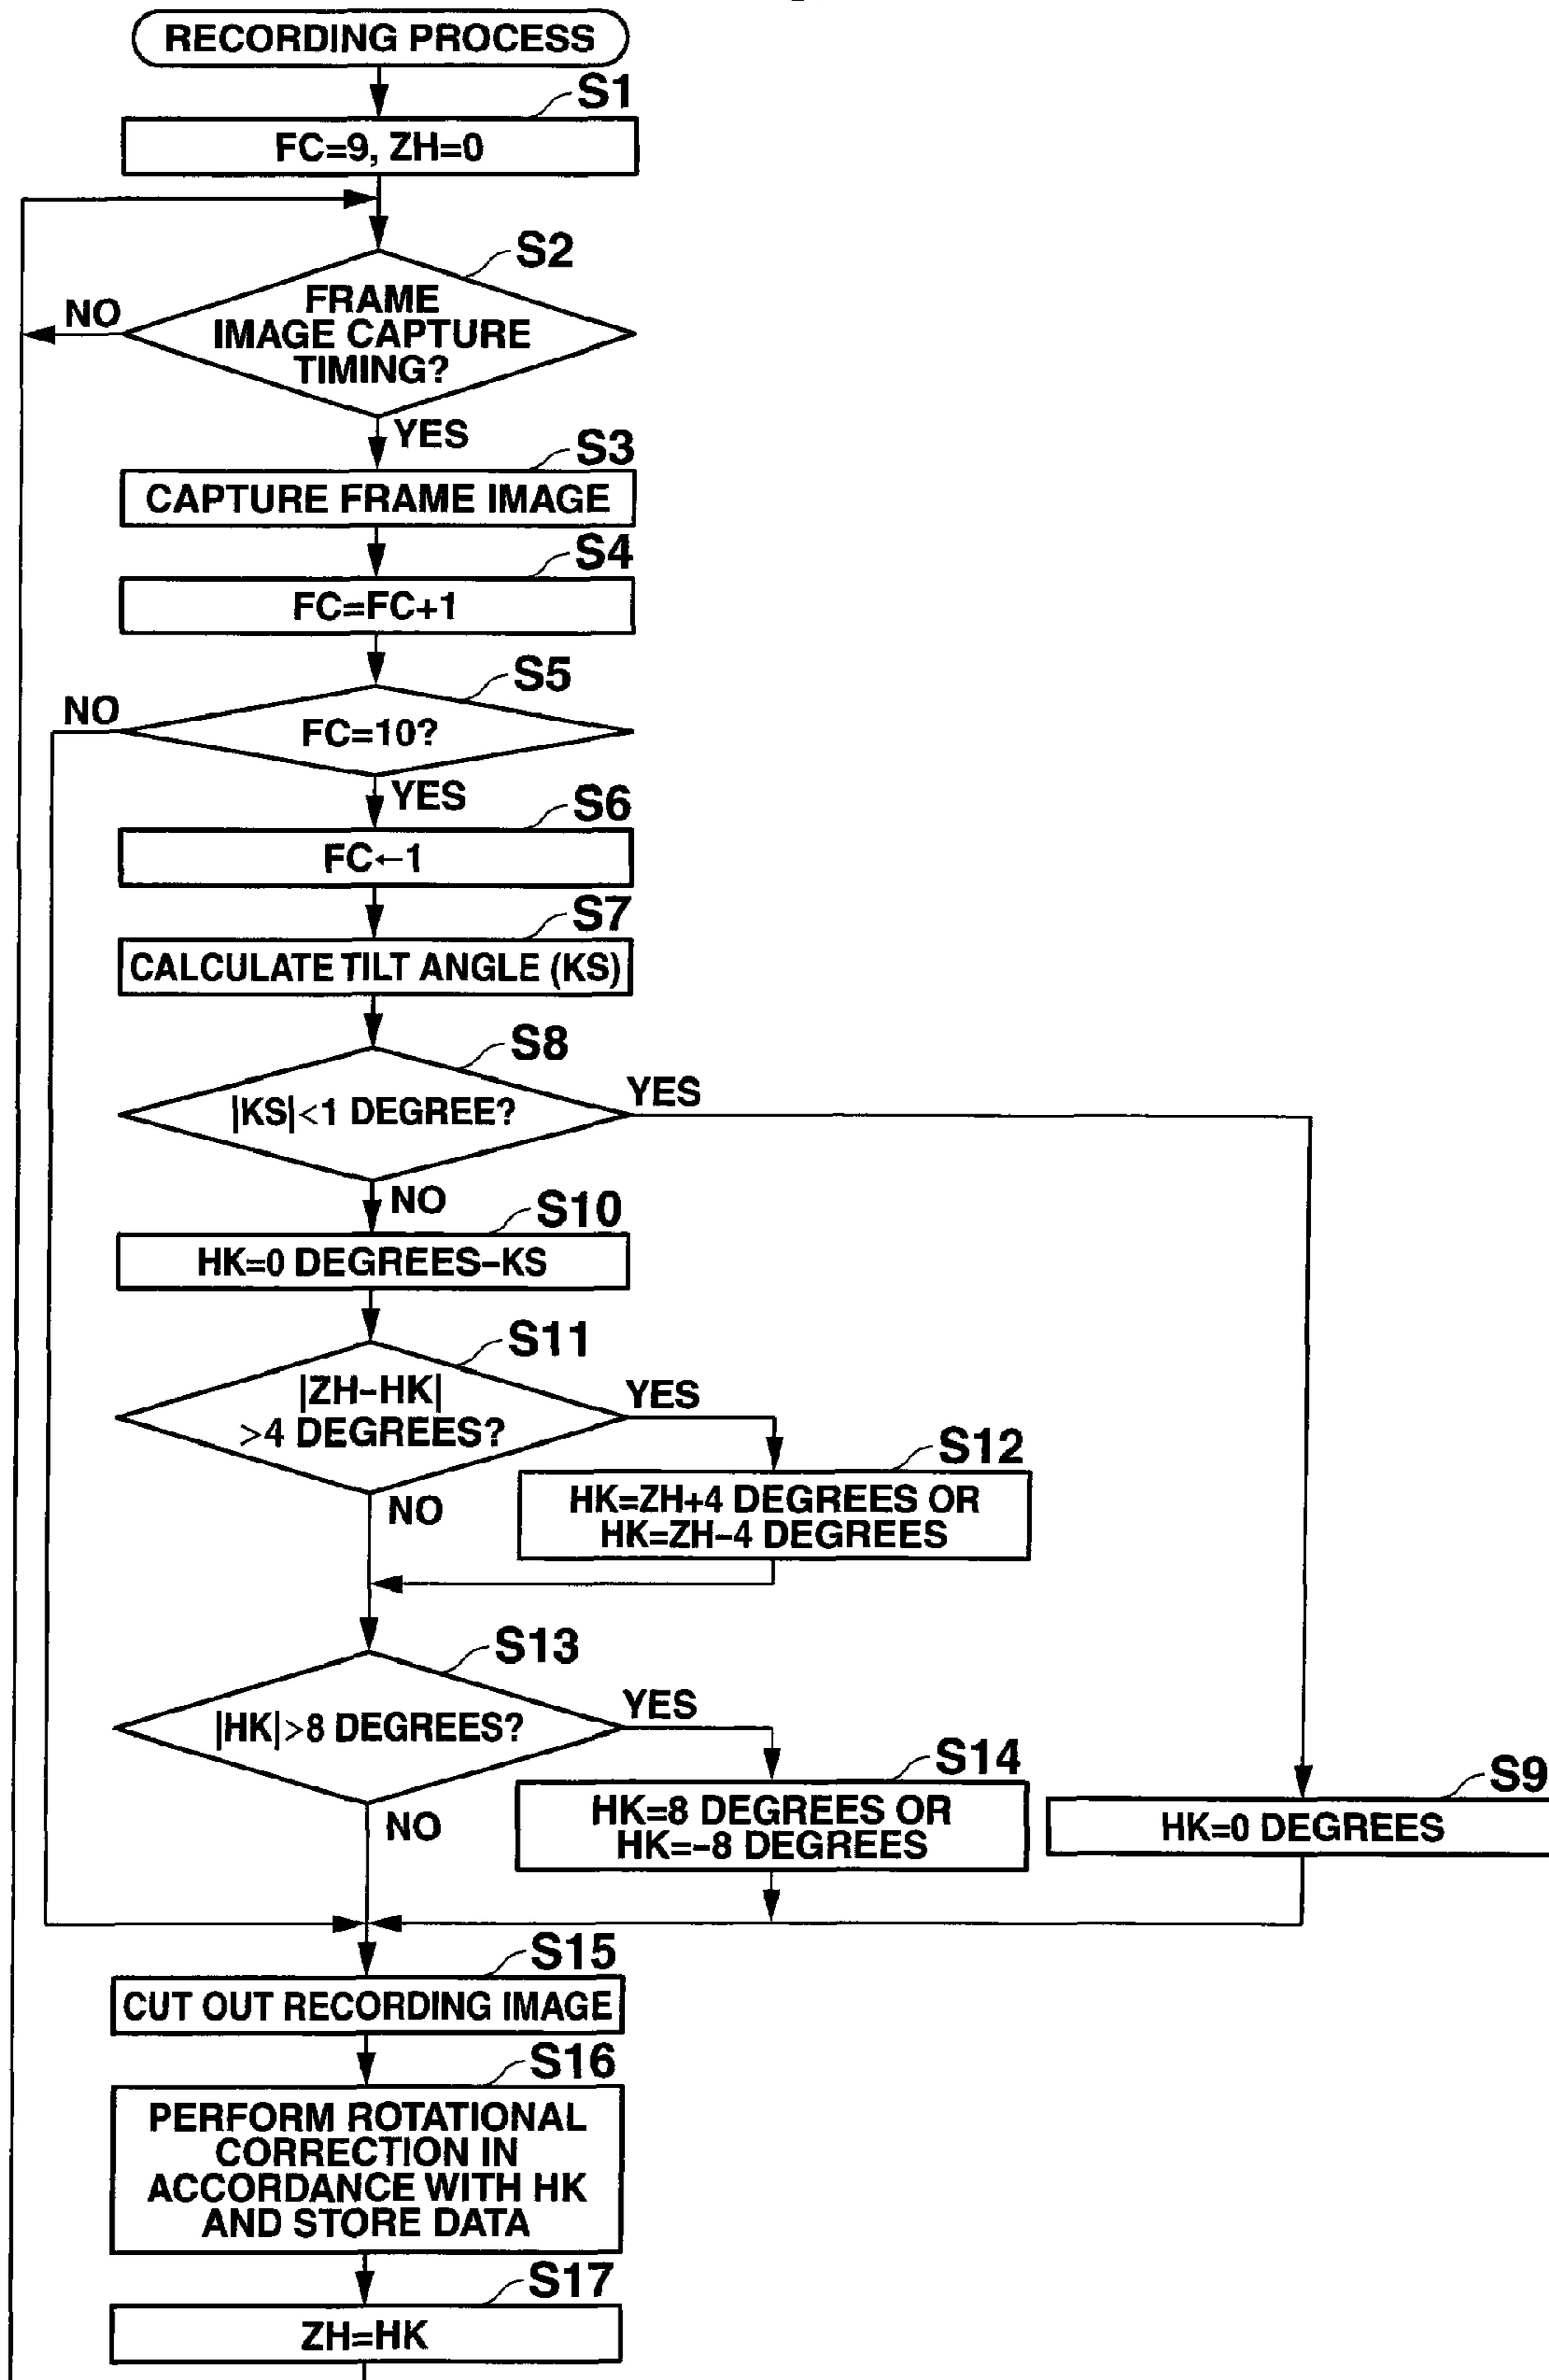 RECORDING PROCESS
S1
FC=9, ZH=0
S2
FRAME
IMAGE CAPTURE
TIMING?
NO
YES
S3
CAPTURE FRAME IMAGE
S4
FC=FC+1
S5
NO
FC=10?
YES
S6
FC←1
S7
CALCULATE TILT ANGLE (KS)
S8
|KS|<1 DEGREE?
YES
NO
S10
HK=0 DEGREES-KS
S11
|ZH-HK|
>4 DEGREES?
YES
NO
S12
HK=ZH+4 DEGREES OR
HK=ZH-4 DEGREES
S13
|HK|>8 DEGREES?
YES
NO
S14
HK=8 DEGREES OR
HK=-8 DEGREES
S9
HK=0 DEGREES
S15
CUT OUT RECORDING IMAGE
S16
PERFORM ROTATIONAL
CORRECTION IN
ACCORDANCE WITH HK
AND STORE DATA
S17
ZH=HK